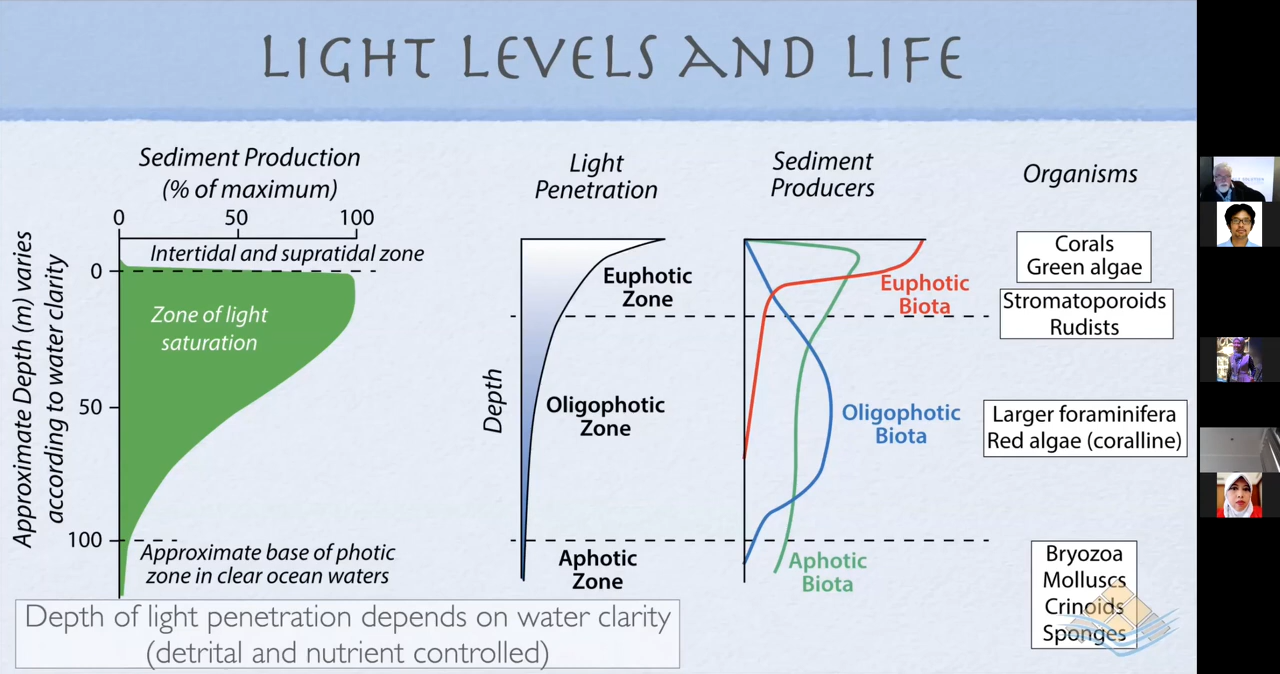 LIGHT LEVELS AND LIFE
Sediment Production
(% of maximum)
0 50 100
Intertidal and supratidal zone
Approximate Depth (m) varies
according to water clarity
0
50
100
Zone of light
saturation
Approximate base of photic
zone in clear ocean waters
Light
Penetration
Depth
Euphotic
Zone
Oligophotic
Zone
Aphotic
Zone
Sediment
Producers
Euphotic
Biota
Oligophotic
Biota
Aphotic
Biota
Organisms
Corals
Green algae
Stromatoporoids
Rudists
Larger foraminifera
Red algae (coralline)
Bryozoa
Molluscs
Crinoids
Sponges
Depth of light penetration depends on water clarity
(detrital and nutrient controlled)